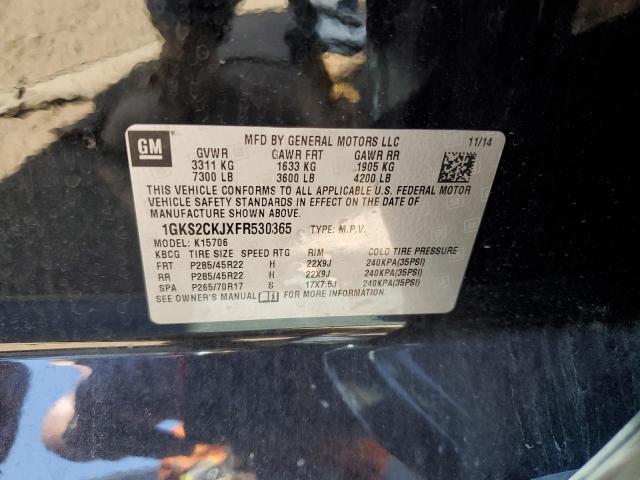 GM
MFD BY GENERAL MOTORS LLC 11/14
GVWR GAWR FRT GAWR RR
3311 KG 1633 KG 1905 KG
7300 LB 3600 LB 4200 LB
THIS VEHICLE CONFORMS TO ALL APPLICABLE U.S. FEDERAL MOTOR
VEHICLE SAFETY STANDARDS IN EFFECT ON THE DATE OF
MANUFACTURE SHOWN ABOVE.
1GKS2CKJXFR530365 TYPE: M.P.V.
MODEL: K15706
KBCG TIRE SIZE SPEED RTG RIM COLD TIRE PRESSURE
FRT P285/45R22 H 22X9J 240KPA(35PSI)
RR P285/45R22 H 22X9J 240KPA(35PSI)
SPA P265/70R17 S 17X7.5J 240KPA(35PSI)
SEE OWNER'S MANUAL i FOR MORE INFORMATION.